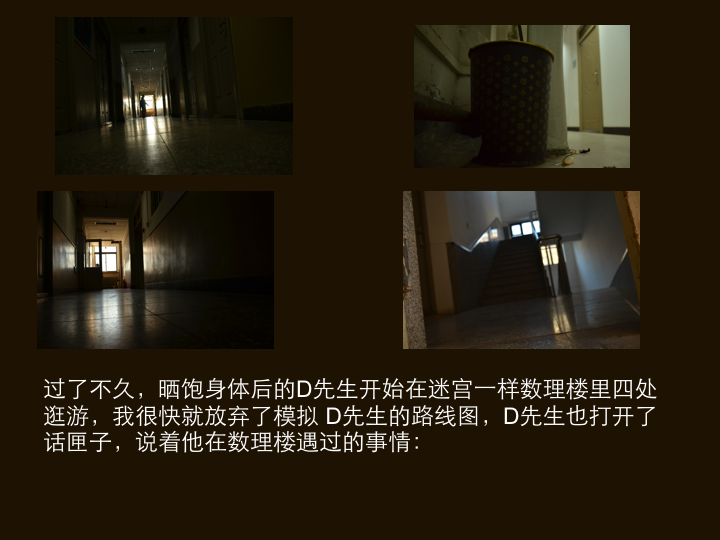 过了不久，晒饱身体后的D先生开始在迷宫一样数理楼里四处
逛游，我很快就放弃了模拟 D先生的路线图，D先生也打开了
话匣子，说着他在数理楼遇过的事情：